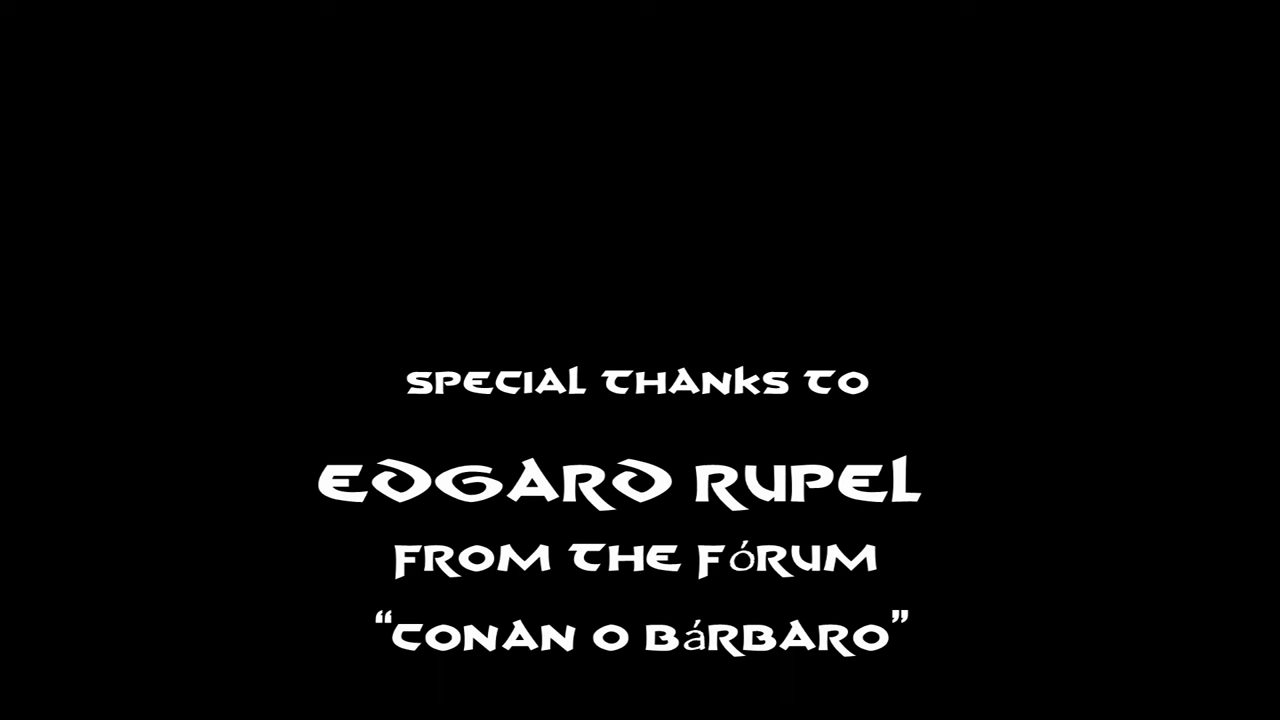 SPECIAL THANKS TO
EDGARD RUPEL
FROM THE FóRUM
“CONAN O BáRBARO”